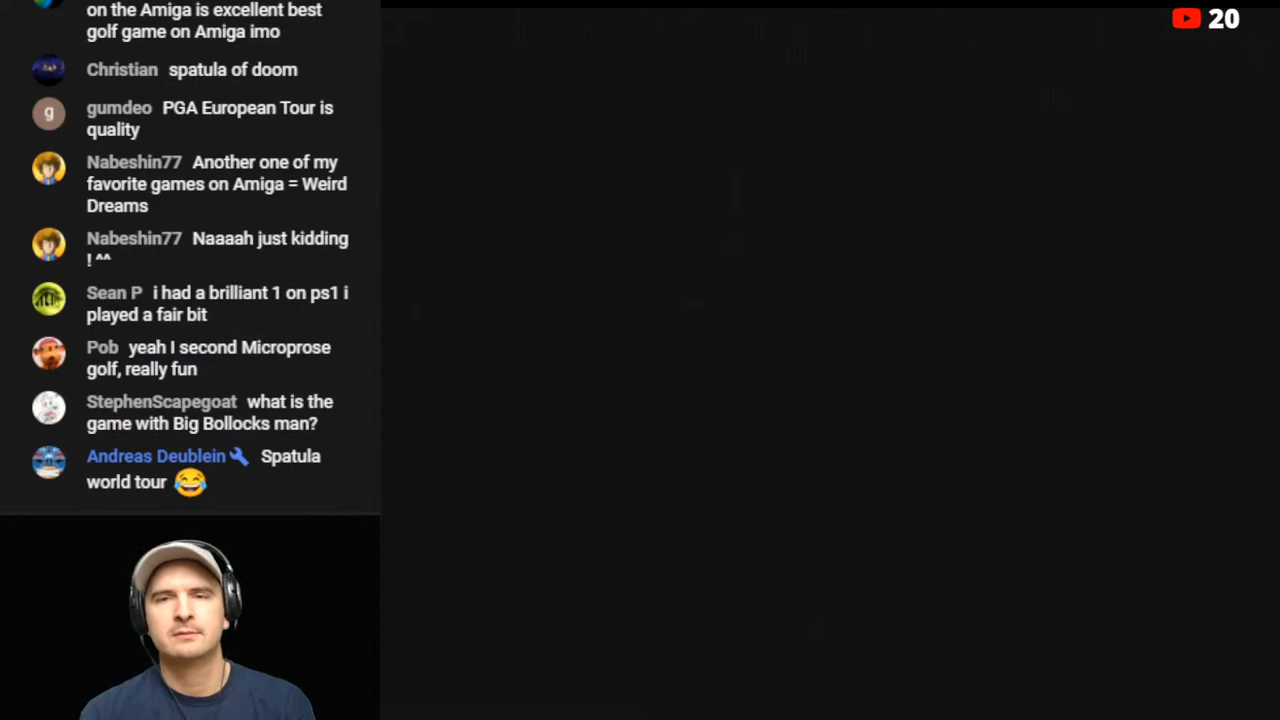 on the Amiga is excellent best
golf game on Amiga imo
Christian spatula of doom
g
gumdeo PGA European Tour is
quality
Nabeshin77 Another one of my
favorite games on Amiga = Weird
Dreams
Nabeshin77 Naaaah just kidding
! ^^
Sean P i had a brilliant 1 on ps1 i
played a fair bit
Pob yeah I second Microprose
golf, really fun
StephenScapegoat what is the
game with Big Bollocks man?
Andreas Deublein Spatula
world tour 😂
20